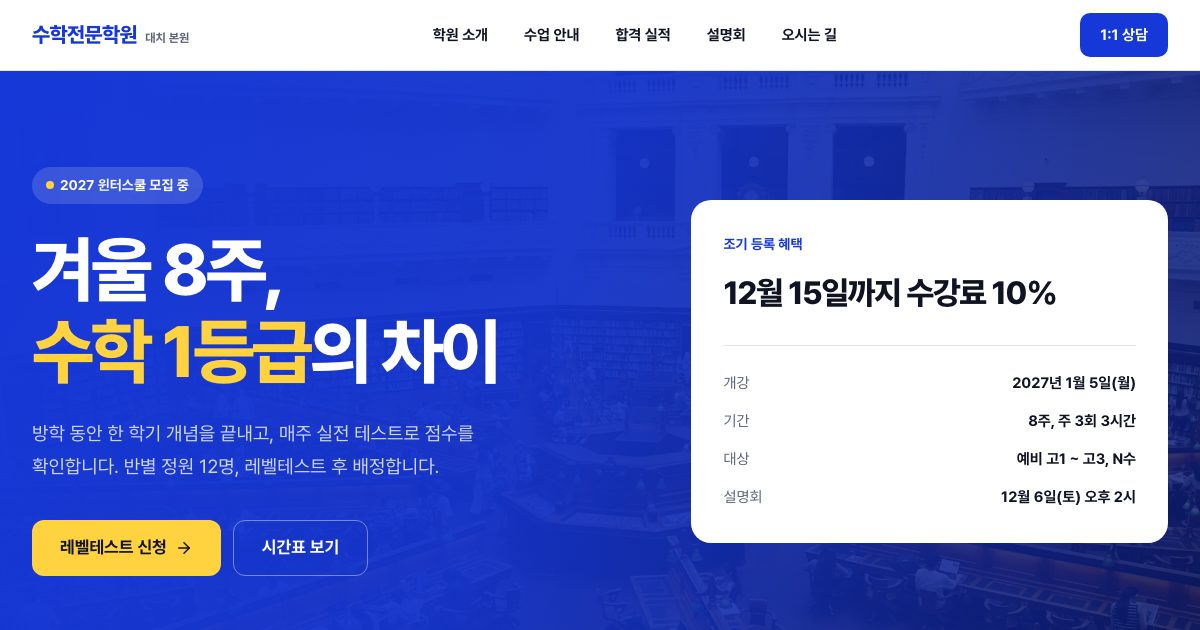 수학전문학원 대치 본원
학원 소개 수업 안내 합격 실적 설명회 오시는 길
1:1 상담
2027 윈터스쿨 모집 중
겨울 8주,
수학 1등급의 차이
방학 동안 한 학기 개념을 끝내고, 매주 실전 테스트로 점수를
확인합니다. 반별 정원 12명, 레벨테스트 후 배정합니다.
레벨테스트 신청 →
시간표 보기
조기 등록 혜택
12월 15일까지 수강료 10%
개강 2027년 1월 5일(월)
기간 8주, 주 3회 3시간
대상 예비 고1 ~ 고3, N수
설명회 12월 6일(토) 오후 2시